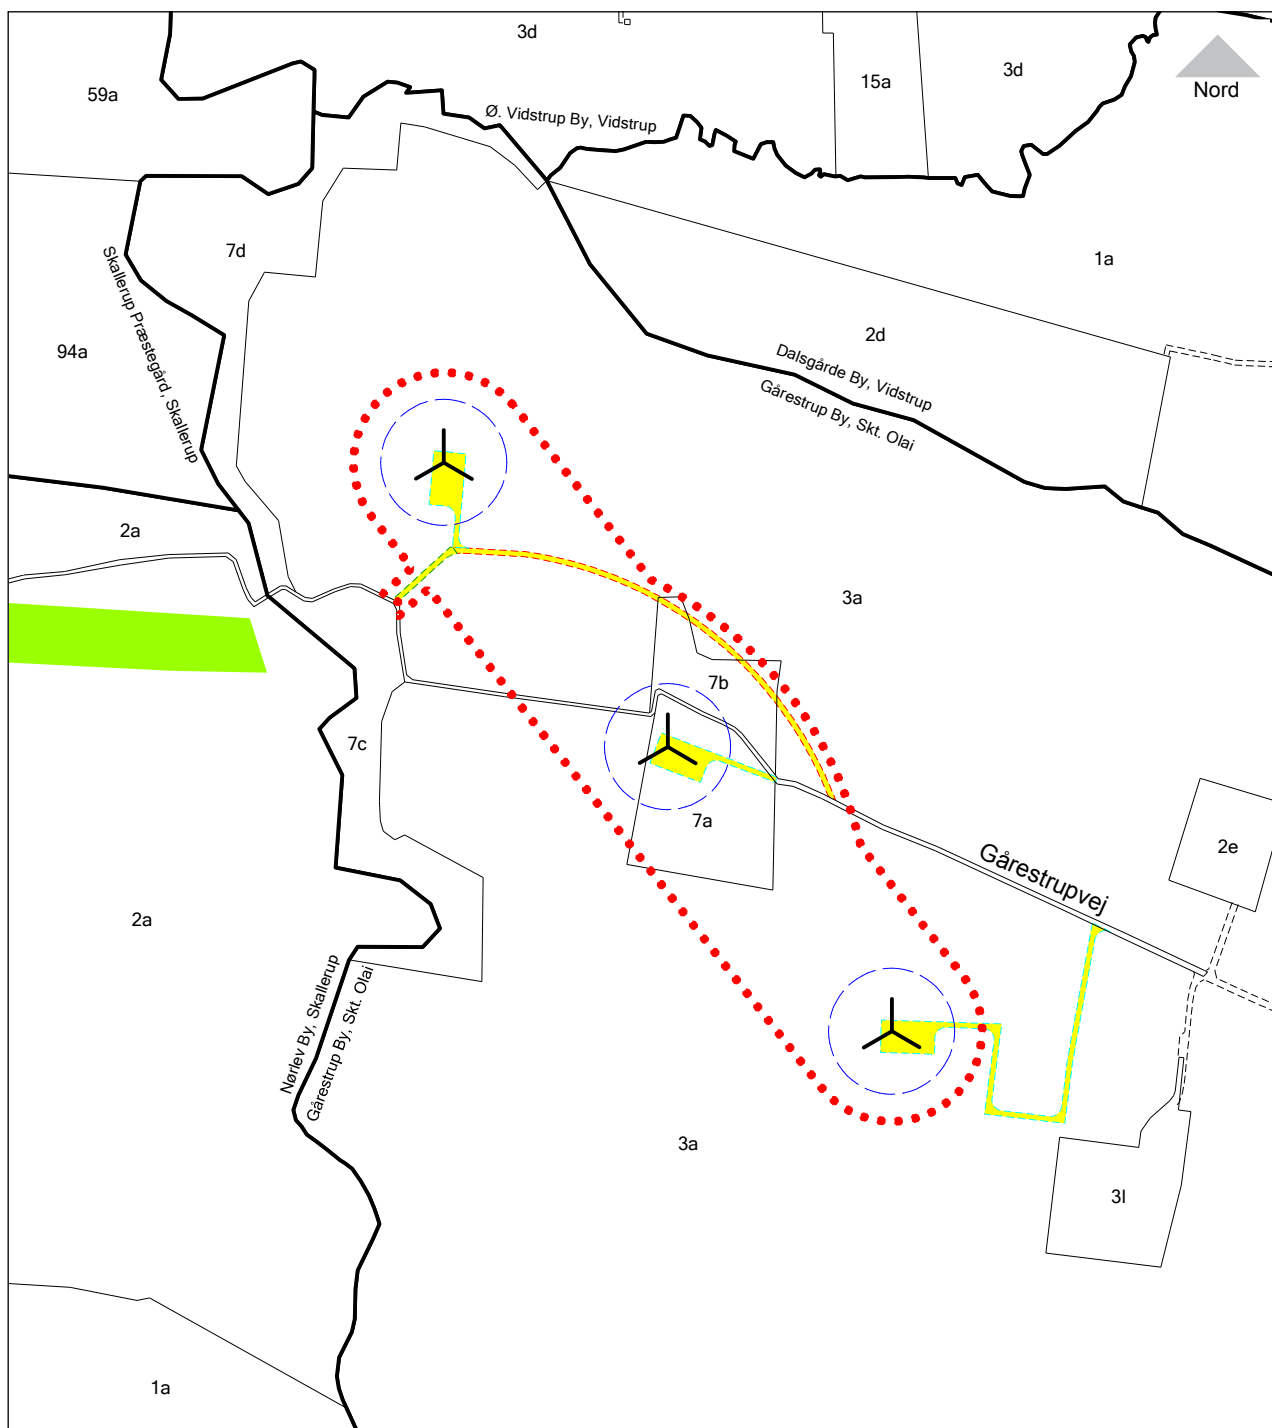 3d
15a
3d
Nord
59a
Ø. Vidstrup By, Vidstrup
7d
1a
Skallerup Præstegård, Skallerup
94a
2d
Dalsgårde By, Vidstrup
Gårestrup By, Skt. Olai
2a
3a
7b
7c
7a
Gårestrupvej
2e
2a
Nørlev By, Skallerup
Gårestrup By, Skt. Olai
3a
3l
1a